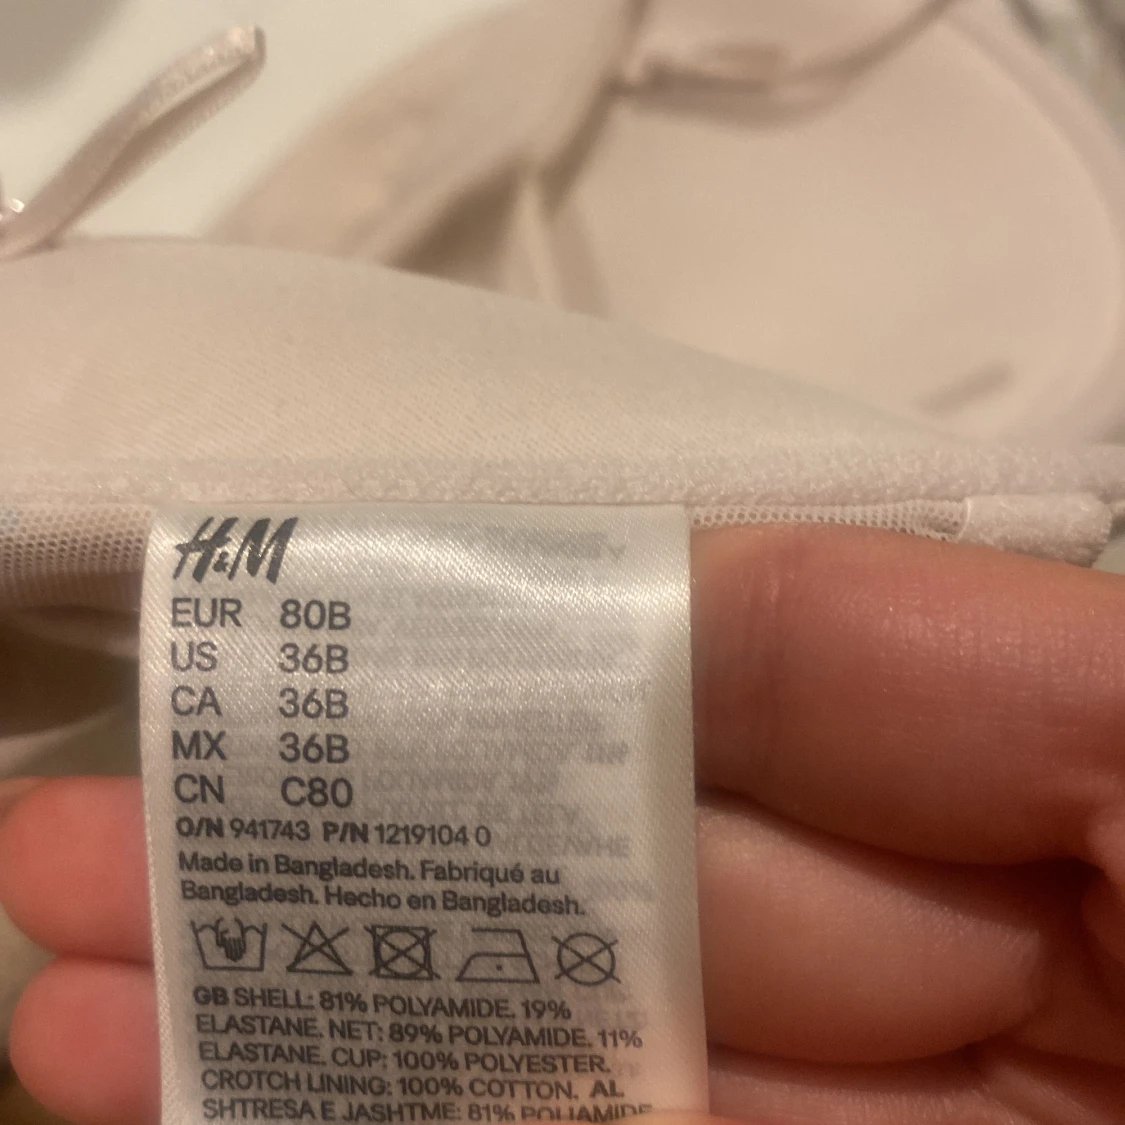 H&M
EUR 80B
US 36B
CA 36B
MX 36B
CN C80
O/N 941743 P/N 1219104 0
Made in Bangladesh. Fabriqué au
Bangladesh. Hecho en Bangladesh.
GB SHELL: 81% POLYAMIDE, 19%
ELASTANE. NET: 89% POLYAMIDE, 11%
ELASTANE. CUP: 100% POLYESTER.
CROTCH LINING: 100% COTTON. AL
SHTRESA E JASHTME: 81% POLIAMIDE